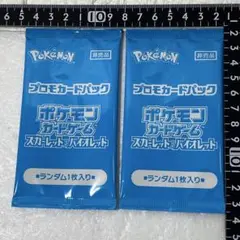 Pokémon
非売品
プロモカードパック
ポケモン
カードゲーム
スカーレット バイオレット
ランダム1枚入り
Pokémon
非売品
プロモカードパック
ポケモン
カードゲーム
スカーレット バイオレット
ランダム1枚入り